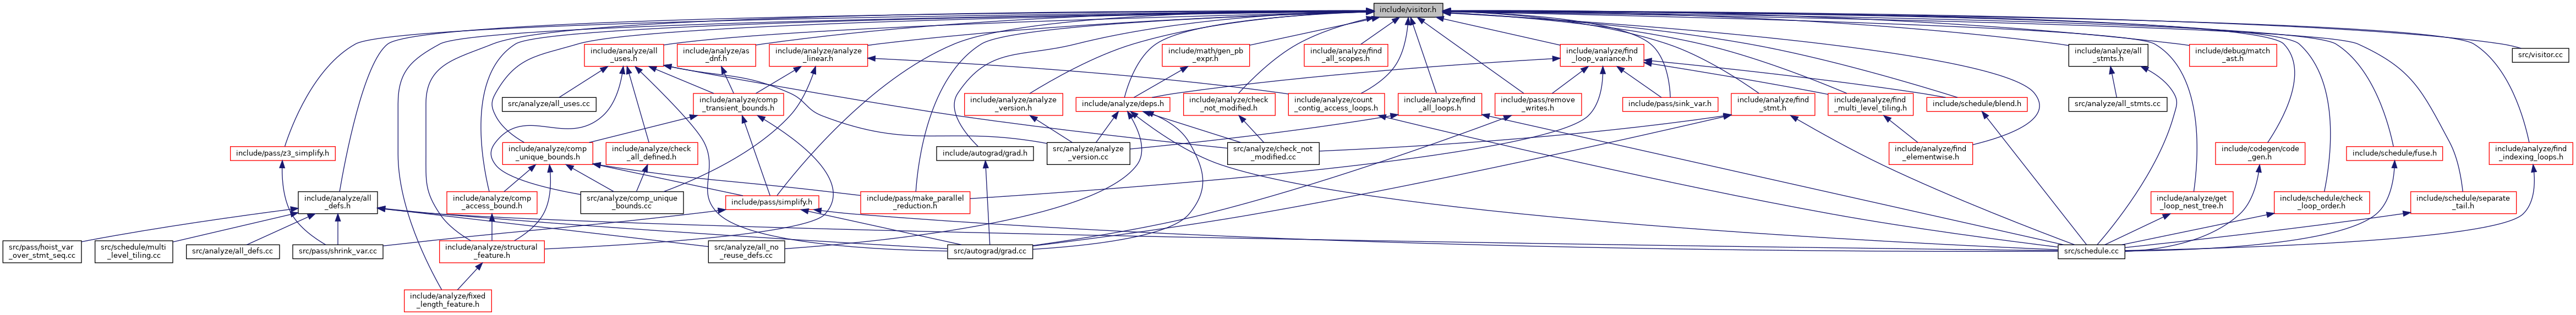 include/visitor.h
include/analyze/all
_uses.h
include/analyze/as
_dnf.h
include/analyze/analyze
_linear.h
include/math/gen_pb
_expr.h
include/analyze/find
_all_scopes.h
include/analyze/find
_loop_variance.h
include/analyze/all
_stmts.h
include/debug/match
_ast.h
src/visitor.cc
src/analyze/all_uses.cc
include/analyze/comp
_transient_bounds.h
include/analyze/analyze
_version.h
include/analyze/deps.h
include/analyze/check
_not_modified.h
include/analyze/count
_contig_access_loops.h
include/analyze/find
_all_loops.h
include/pass/remove
_writes.h
include/pass/sink_var.h
include/analyze/find
_stmt.h
include/analyze/find
_multi_level_tiling.h
include/schedule/blend.h
src/analyze/all_stmts.cc
include/pass/z3_simplify.h
include/analyze/comp
_unique_bounds.h
include/analyze/check
_all_defined.h
include/autograd/grad.h
src/analyze/analyze
_version.cc
src/analyze/check_not
_modified.cc
include/analyze/find
_elementwise.h
include/codegen/code
_gen.h
include/schedule/fuse.h
include/analyze/find
_indexing_loops.h
include/analyze/all
_defs.h
include/analyze/comp
_access_bound.h
src/analyze/comp_unique
_bounds.cc
include/pass/simplify.h
include/pass/make_parallel
_reduction.h
include/analyze/get
_loop_nest_tree.h
include/schedule/check
_loop_order.h
include/schedule/separate
_tail.h
src/pass/hoist_var
_over_stmt_seq.cc
src/schedule/multi
_level_tiling.cc
src/analyze/all_defs.cc
src/pass/shrink_var.cc
include/analyze/structural
_feature.h
src/analyze/all_no
_reuse_defs.cc
src/autograd/grad.cc
src/schedule.cc
include/analyze/fixed
_length_feature.h